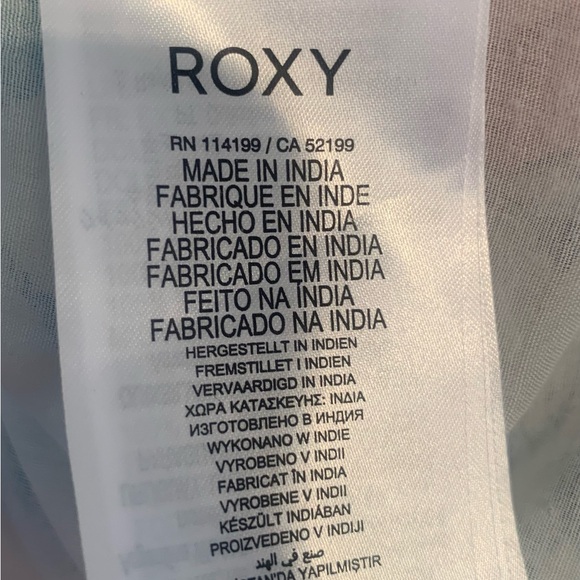 ROXY
RN 114199 / CA 52199
MADE IN INDIA
FABRIQUE EN INDE
HECHO EN INDIA
FABRICADO EN INDIA
FABRICADO EM INDIA
FEITO NA ÍNDIA
FABRICADO NA INDIA
HERGESTELLT IN INDIEN
FREMSTILLET I INDIEN
VERVAARDIGD IN INDIA
ΧΩΡΑ ΚΑΤΑΣΚΕΥΗΣ: ΙΝΔΙΑ
ИЗГОТОВЛЕНО В ИНДИЯ
WYKONANO W INDIE
VYROBENO V INDII
FABRICAT ÎN INDIA
VYROBENE V INDII
KÉSZÜLT INDIÁBAN
PROIZVEDENO V INDIJI
صنع في الهند
YAPILMIŞTIR